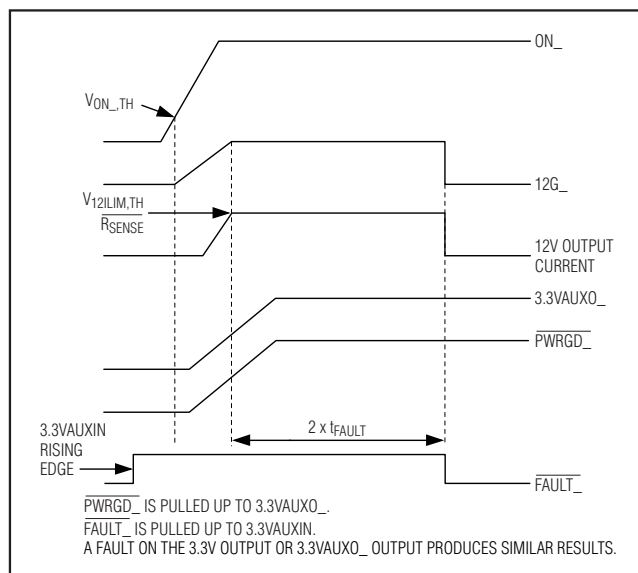 ON_
VON_,TH
12G_
V12ILIM,TH
RSENSE
12V OUTPUT
CURRENT
3.3VAUXO_
PWRGD_
3.3VAUXIN
RISING
EDGE
2 x tFAULT
FAULT_
PWRGD_ IS PULLED UP TO 3.3VAUXO_.
FAULT_ IS PULLED UP TO 3.3VAUXIN.
A FAULT ON THE 3.3V OUTPUT OR 3.3VAUXO_ OUTPUT PRODUCES SIMILAR RESULTS.